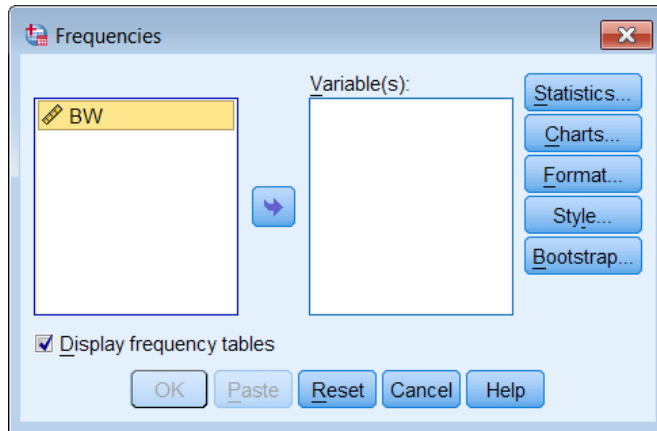 Frequencies
Variable(s):
BW
Statistics...
Charts...
Format...
Style...
Bootstrap...
Display frequency tables
OK Paste Reset Cancel Help